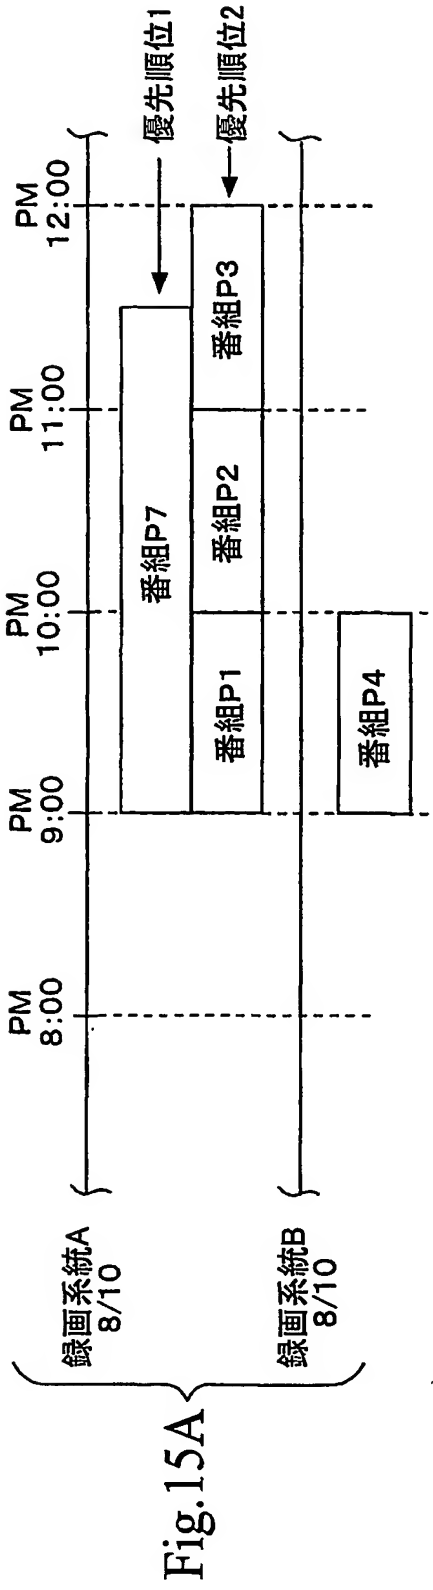 PM
8:00
PM
9:00
PM
10:00
PM
11:00
PM
12:00
録画系統A
8/10
番組P7
優先順位1
番組P1
番組P2
番組P3
優先順位2
録画系統B
8/10
番組P4
Fig.15A